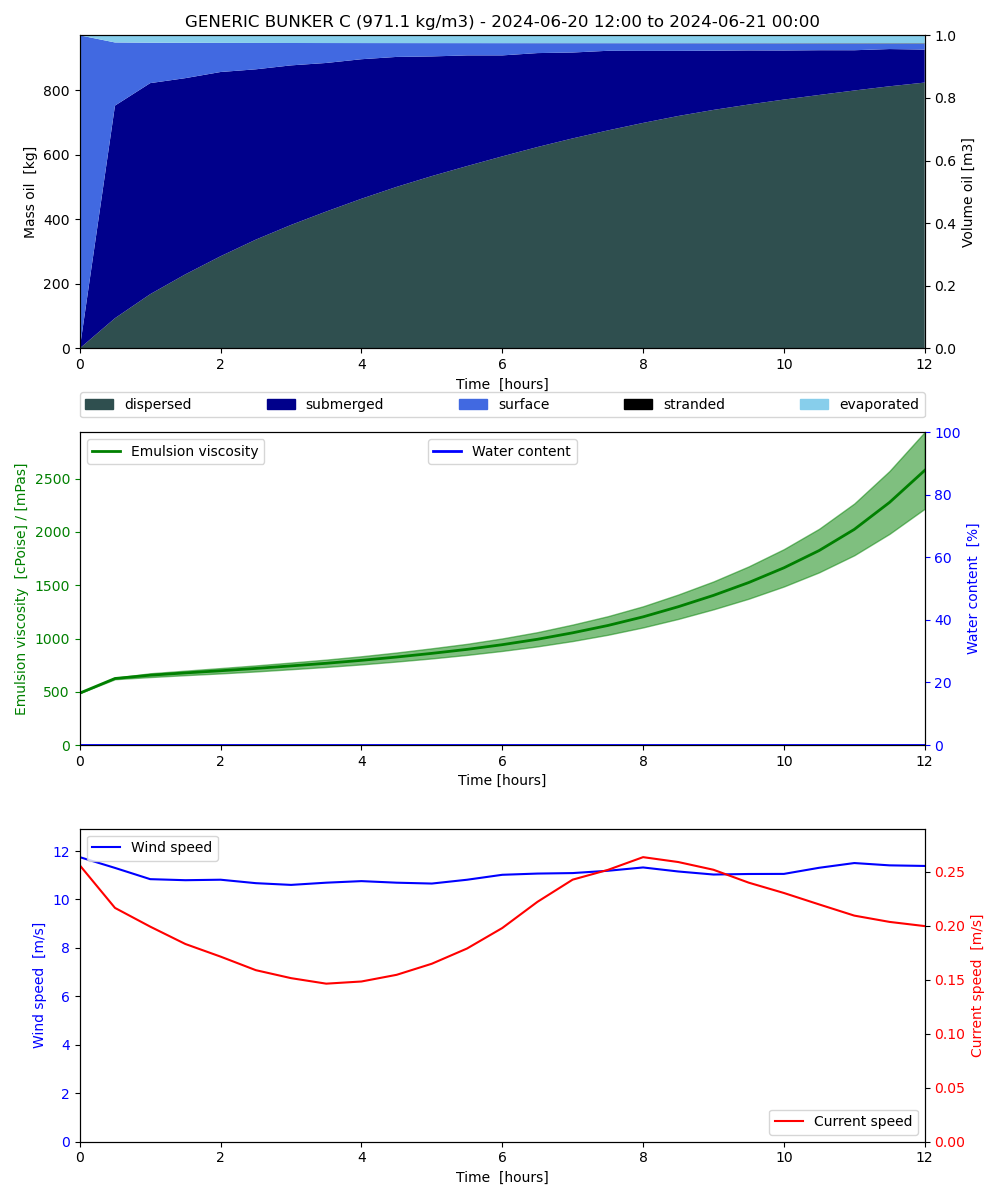 GENERIC BUNKER C (971.1 kg/m3) - 2024-06-20 12:00 to 2024-06-21 00:00
Mass oil [kg]
0
200
400
600
800
Volume oil [m3]
0.0
0.2
0.4
0.6
0.8
1.0
0 2 4 6 8 10 12
Time [hours]
dispersed submerged surface stranded evaporated
Emulsion viscosity
Water content
Emulsion viscosity [cPoise] / [mPas]
0
500
1000
1500
2000
2500
Water content [%]
0
20
40
60
80
100
0 2 4 6 8 10 12
Time [hours]
Wind speed
Wind speed [m/s]
0
2
4
6
8
10
12
Current speed [m/s]
0.00
0.05
0.10
0.15
0.20
0.25
Current speed
0 2 4 6 8 10 12
Time [hours]